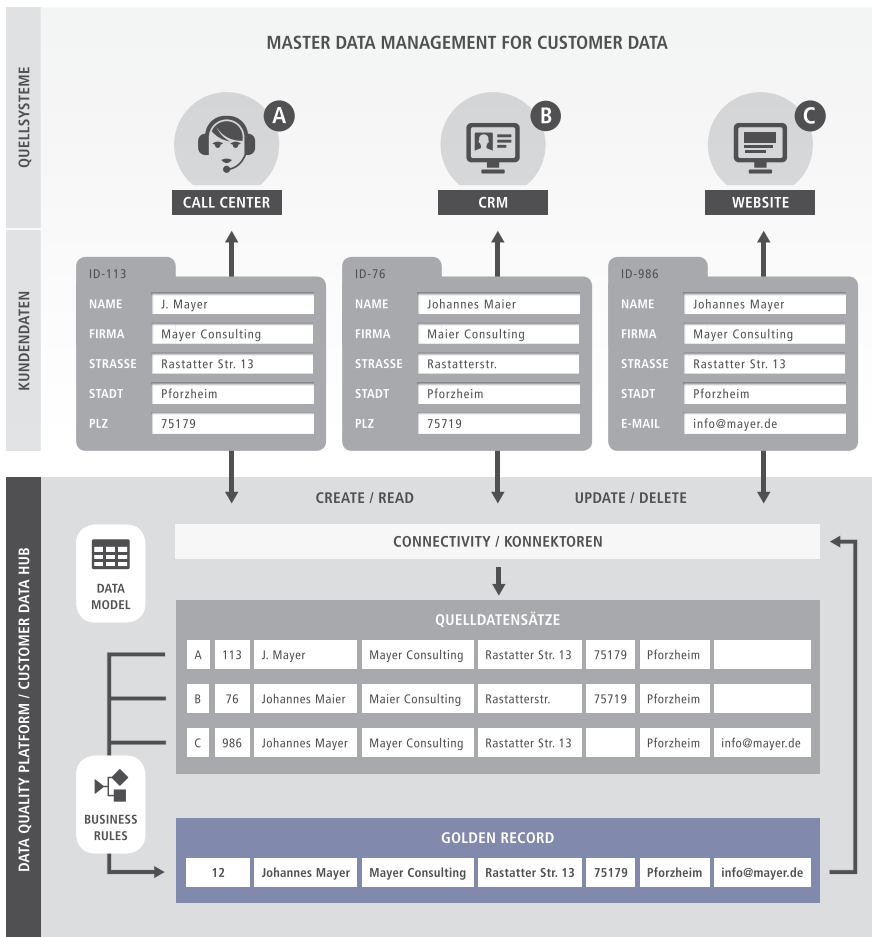 MASTER DATA MANAGEMENT FOR CUSTOMER DATA
QUELLSYSTEME
A
B
C
CALL CENTER
CRM
WEBSITE
KUNDENDATEN
ID-113
NAME J. Mayer
FIRMA Mayer Consulting
STRASSE Rastatter Str. 13
STADT Pforzheim
PLZ 75179
ID-76
NAME Johannes Maier
FIRMA Maier Consulting
STRASSE Rastatterstr.
STADT Pforzheim
PLZ 75719
ID-986
NAME Johannes Mayer
FIRMA Mayer Consulting
STRASSE Rastatter Str. 13
STADT Pforzheim
E-MAIL info@mayer.de
DATA QUALITY PLATFORM / CUSTOMER DATA HUB
CREATE / READ
UPDATE / DELETE
CONNECTIVITY / KONNEKTOREN
DATA
MODEL
QUELLDATENSÄTZE
A 113 J. Mayer Mayer Consulting Rastatter Str. 13 75179 Pforzheim
B 76 Johannes Maier Maier Consulting Rastatterstr. 75719 Pforzheim
C 986 Johannes Mayer Mayer Consulting Rastatter Str. 13 Pforzheim info@mayer.de
BUSINESS
RULES
GOLDEN RECORD
12 Johannes Mayer Mayer Consulting Rastatter Str. 13 75179 Pforzheim info@mayer.de